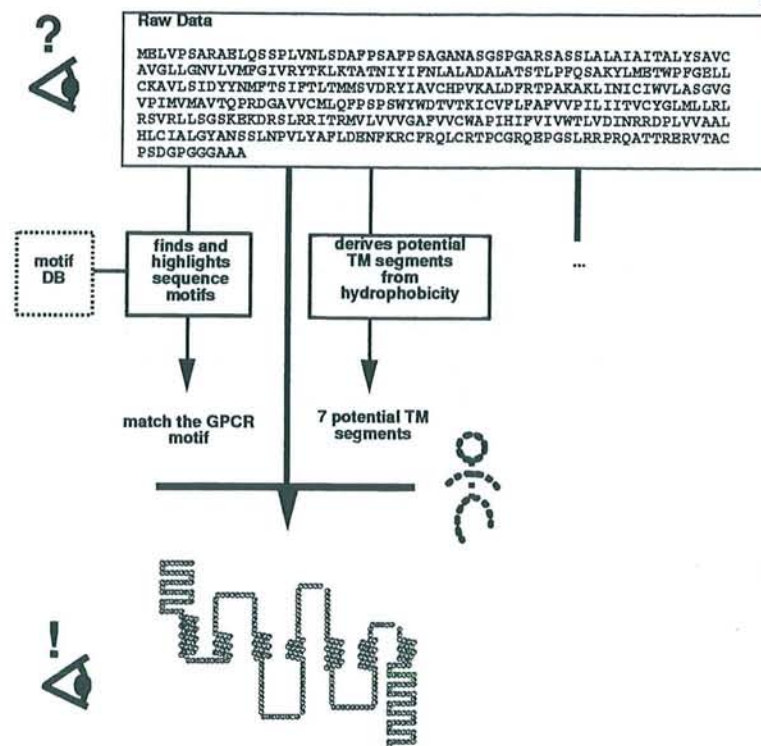 ?
Raw Data
MELVPSARAELQSSPLVNLSDAFPSAFPSAGANASGSPGARSASSLALAIAITALYSAVC
AVGLLGNVLVMFGIVRYTKLKTATNIYIFNLALADALATSTLPFQSAKYLMETWPFGELL
CKAVLSIDYYNMFTSIFTLTMMSVDRYIAVCHPVKALDFRTPAKAKLINICIWVLASGVG
VPIMVMAVTQPRDGAVVCMLQFPSPSWYWDTVTKICVFLFAFVVPILIITVCYGLMLLRL
RSVRLLSGSKEKDRSLRRITRMVLVVVGAFVVCWAPIHIFVIVWTLVDINRRDPLVVAAL
HLCIALGYANSSLNPVLYAFLDENFKRCFRQLCRTPCGRQEPGSLRRPRQATTRERVTAC
PSDGPGGGAAA
motif
DB
finds and
highlights
sequence
motifs
derives potential
TM segments
from
hydrophobicity
...
match the GPCR
motif
7 potential TM
segments
!